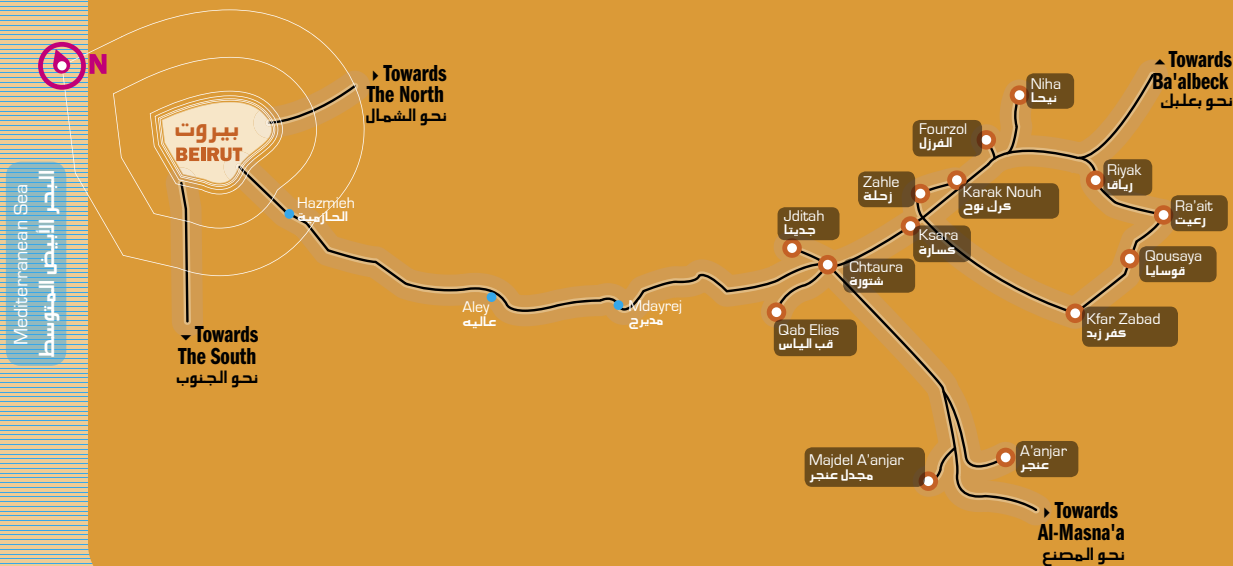 N
Mediterranean Sea
البحر الأبيض المتوسط
بيروت
BEIRUT
Towards
The North
نحو الشمال
Towards
The South
نحو الجنوب
Hazmieh
الحازمية
Aley
عاليه
Mdayrej
مديرج
Jditah
جديتا
Chtaura
شتورة
Qab Elias
قب الياس
Zahle
زحلة
Ksara
كسارة
Karak Nouh
كرك نوح
Fourzol
الفرزل
Niha
نيحا
Towards
Ba'albeck
نحو بعلبك
Riyak
رياق
Ra'ait
رعيت
Qousaya
قوسايا
Kfar Zabad
كفر زبد
Majdel A'anjar
مجدل عنجر
A'anjar
عنجر
Towards
Al-Masna'a
نحو المصنع